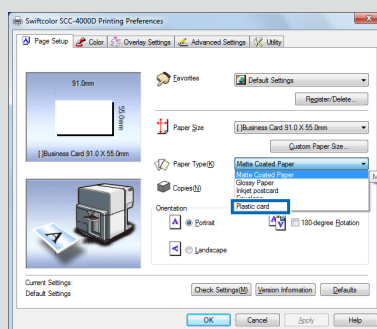 Swiftcolor SCC-4000D Printing Preferences
Page Setup Color Overlay Settings Advanced Settings Utility
91.0mm
55.0mm
[ ]Business Card 91.0 X 55.0mm
Favorites Default Settings
Register/Delete...
Paper Size [ ]Business Card 91.0 X 55.0mm
Custom Paper Size...
Paper Type(K) Matte Coated Paper
Matte Coated Paper
Glossy Paper
Inkjet postcard
Envelope
Plastic card
Copies(N)
Orientation
A Portrait
180-degree Rotation
A Landscape
A
Current Settings:
Default Settings
Check Settings(M) Version Information Defaults
OK Cancel Apply Help